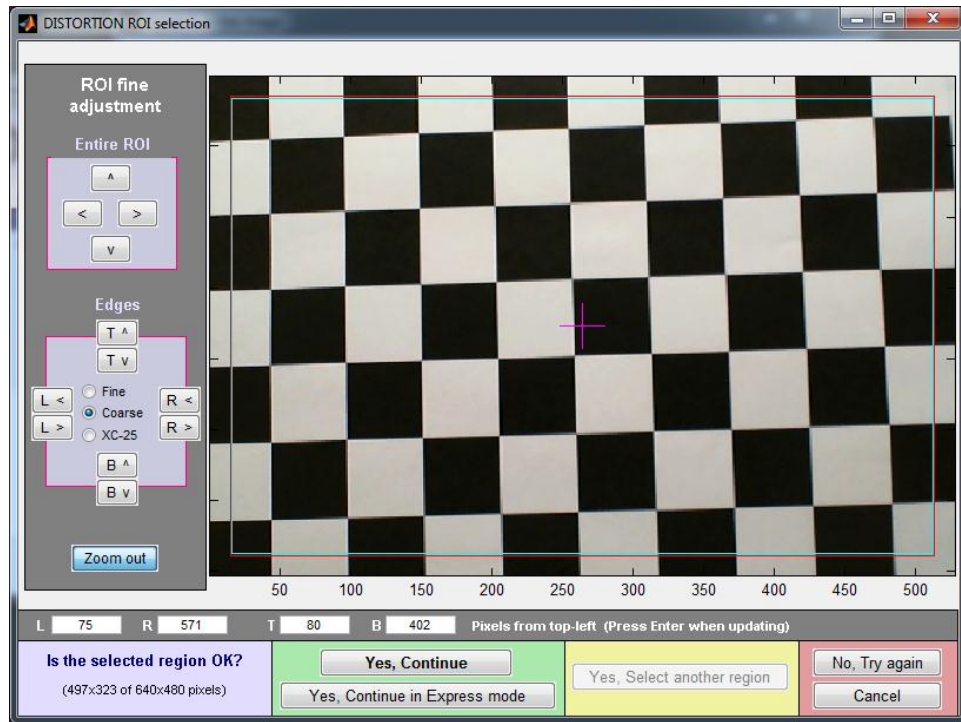 DISTORTION ROI selection
ROI fine
adjustment
Entire ROI
^
< >
v
Edges
T ^
T v
Fine
L < R <
Coarse
L > R >
XC-25
B ^
B v
Zoom out
50 100 150 200 250 300 350 400 450 500
L 75 R 571 T 80 B 402 Pixels from top-left (Press Enter when updating)
Is the selected region OK?
(497x323 of 640x480 pixels)
Yes, Continue
Yes, Continue in Express mode
Yes, Select another region
No, Try again
Cancel